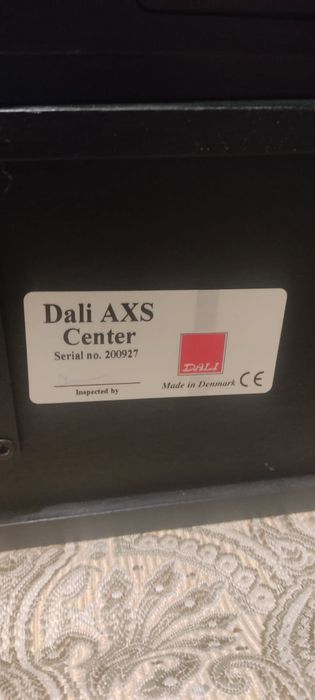 Dali AXS
Center
Serial no. 200927
Inspected by
DALI
Made in Denmark CE